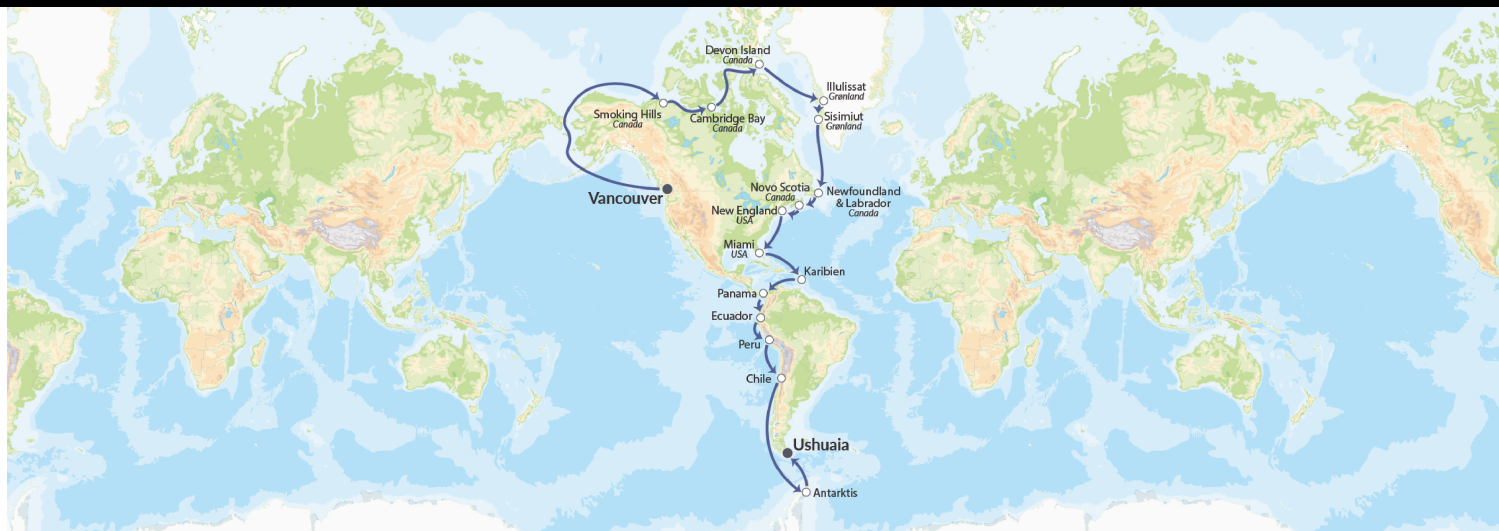 Devon Island
Canada
Illulissat
Grønland
Smoking Hills
Canada
Cambridge Bay
Canada
Sisimiut
Grønland
Vancouver
Novo Scotia
Canada
Newfoundland
& Labrador
Canada
New England
USA
Miami
USA
Karibien
Panama
Ecuador
Peru
Chile
Ushuaia
Antarktis